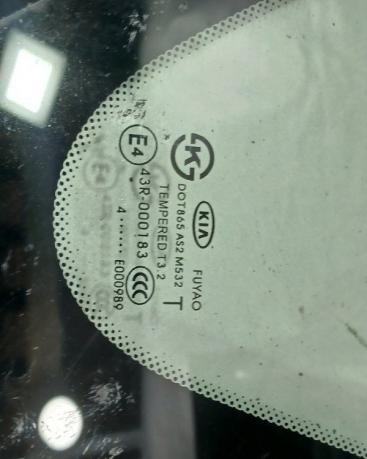 KIA FUYAO
DOT865 AS2 M532 T
TEMPERED T3.2
E4 43R-000183 CCC
4 ······ E000989